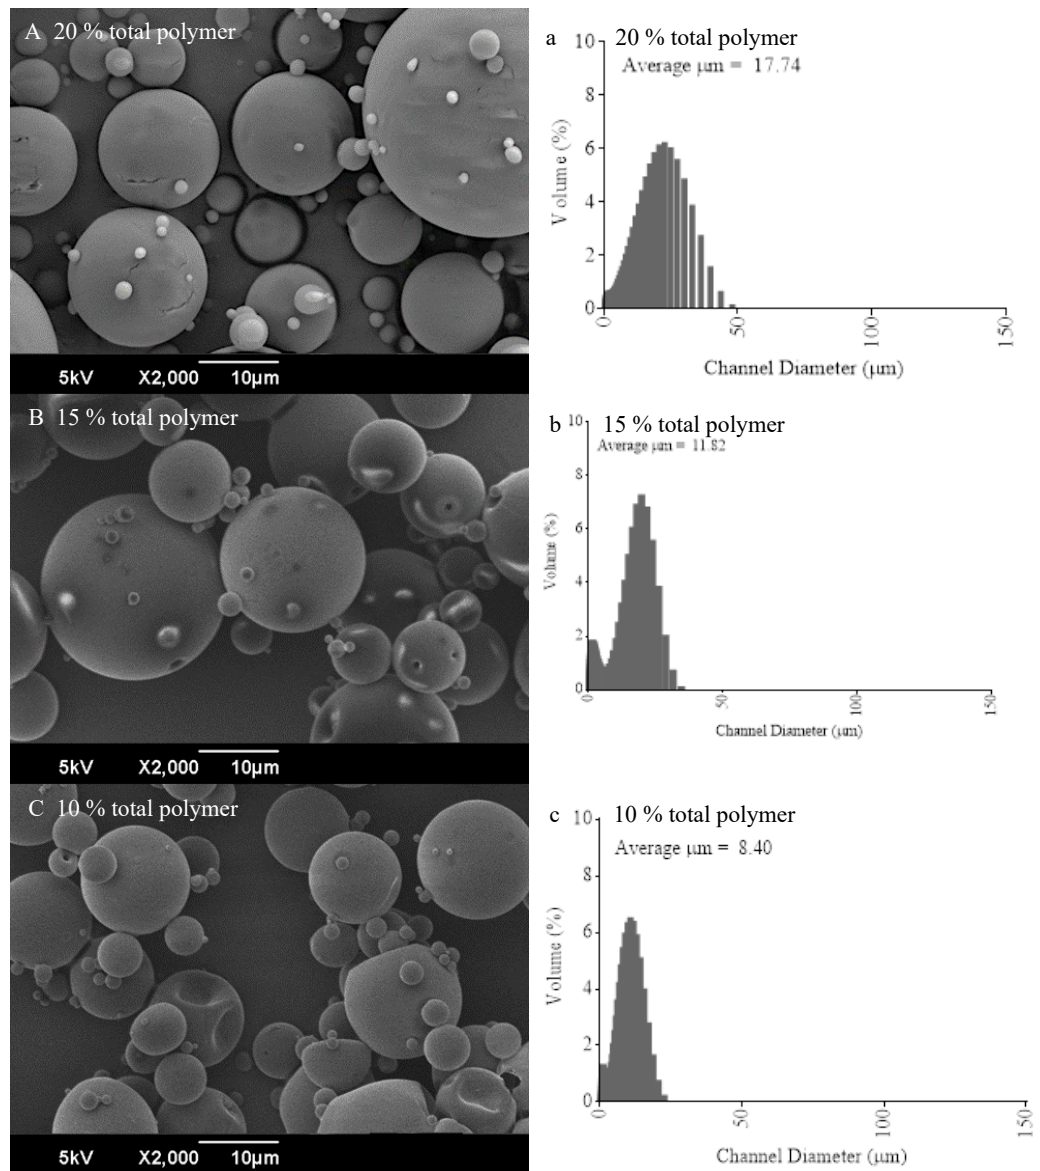 A 20 % total polymer
5kV X2,000 10µm
a 20 % total polymer
Average µm = 17.74
10
8
6
4
2
0
Volume (%)
0 50 100 150
Channel Diameter (µm)
B 15 % total polymer
5kV X2,000 10µm
b 15 % total polymer
Average µm = 11.82
10
8
6
4
2
0
Volume (%)
0 50 100 150
Channel Diameter (µm)
C 10 % total polymer
5kV X2,000 10µm
c 10 % total polymer
Average µm = 8.40
10
8
6
4
2
0
Volume (%)
0 50 100 150
Channel Diameter (µm)